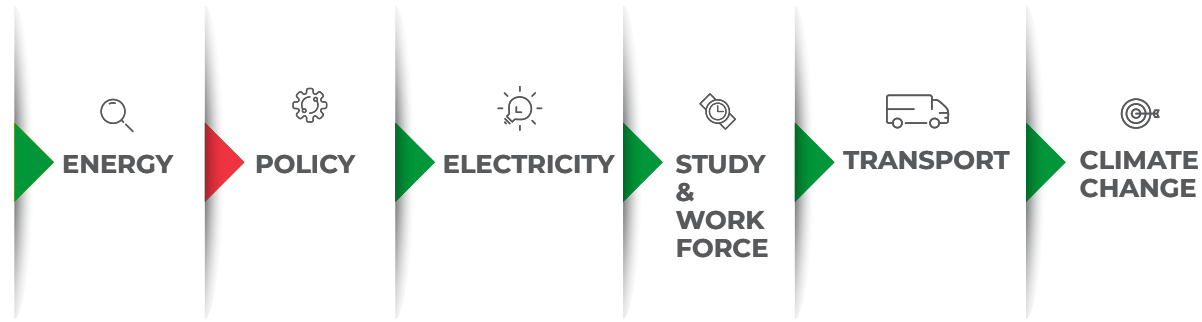 ENERGY
POLICY
ELECTRICITY
STUDY
&
WORK
FORCE
TRANSPORT
CLIMATE
CHANGE